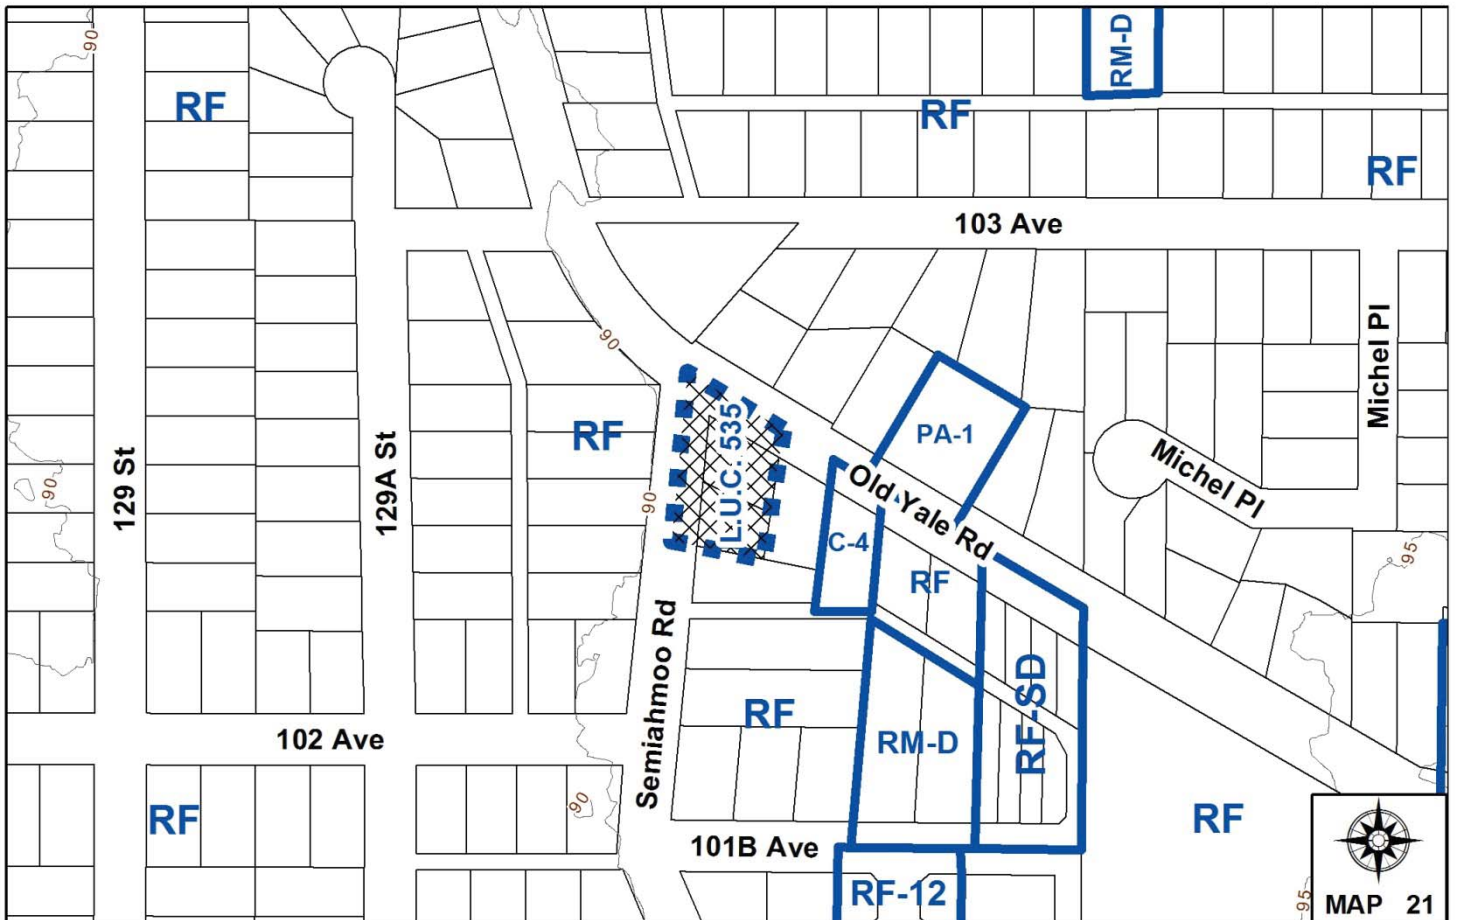 90
RM-D
RF
RF
RF
103 Ave
90
Michel Pl
L.U.C. 535
RF
PA-1
129 St
129A St
90
90
Old Yale Rd
Michel Pl
C-4
95
RF
Semiahmoo Rd
RF-SD
RF
RM-D
102 Ave
90
RF
RF
101B Ave
RF-12
95
MAP 21